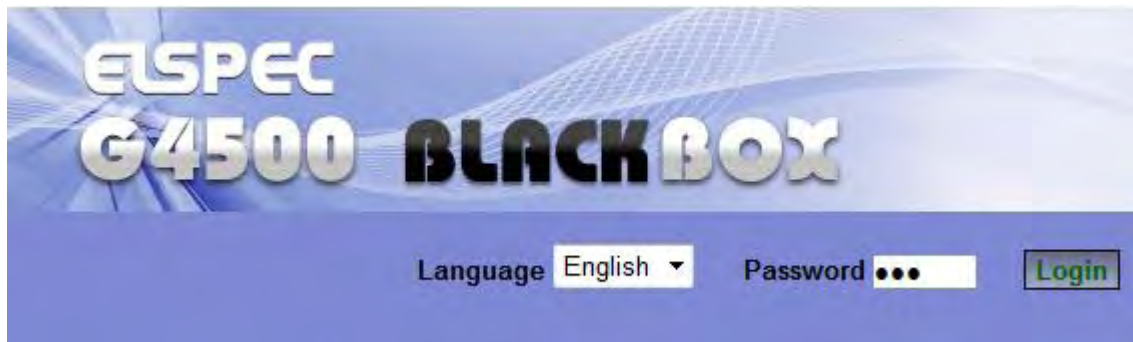 ELSPEC
G4500 BLACKBOX
Language English Password ●●● Login